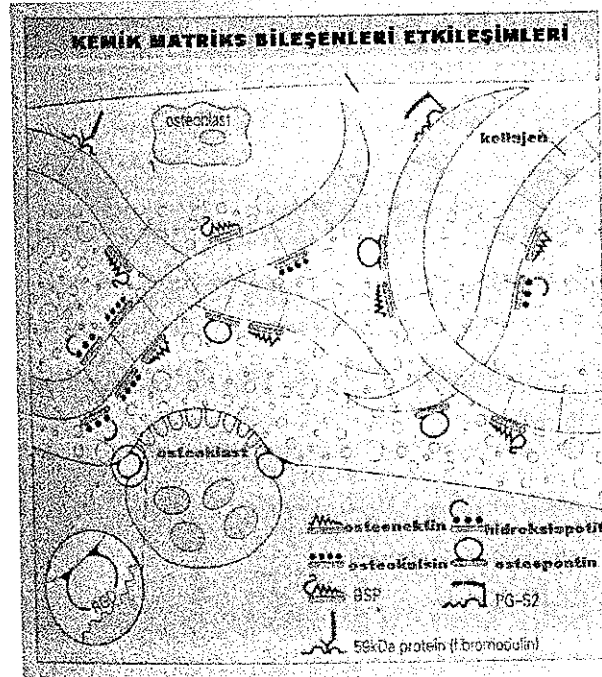 KEMİK MATRİKS BİLEŞENLERİ ETKİLEŞİMLERİ
osteoblast
kollajen
osteoklast
osteonektin
hidroksiapatit
osteokalsin
osteopontin
BSP
PG-S2
59kDa protein (fibromodulin)
RGD